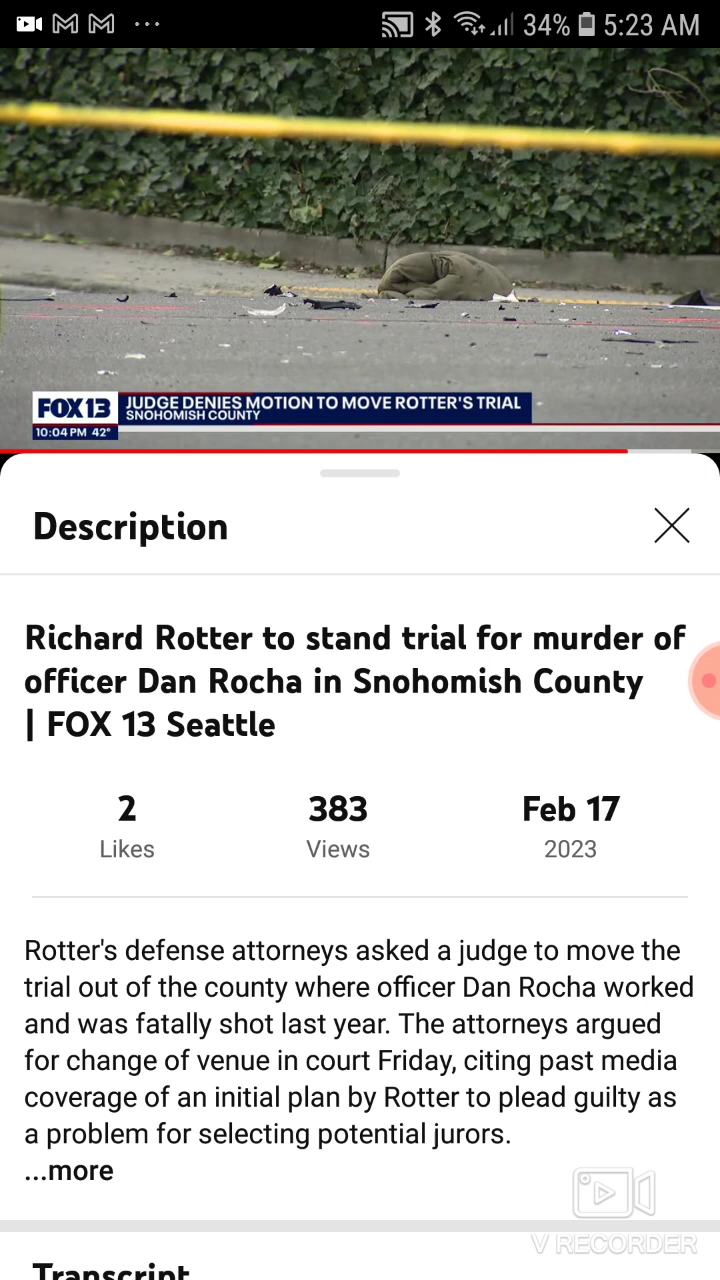 34% 5:23 AM
FOX 13 JUDGE DENIES MOTION TO MOVE ROTTER'S TRIAL
SNOHOMISH COUNTY
10:04 PM 42°
Description
Richard Rotter to stand trial for murder of
officer Dan Rocha in Snohomish County
| FOX 13 Seattle
2 383 Feb 17
Likes Views 2023
Rotter's defense attorneys asked a judge to move the
trial out of the county where officer Dan Rocha worked
and was fatally shot last year. The attorneys argued
for change of venue in court Friday, citing past media
coverage of an initial plan by Rotter to plead guilty as
a problem for selecting potential jurors.
...more
V RECORDER
Transcript